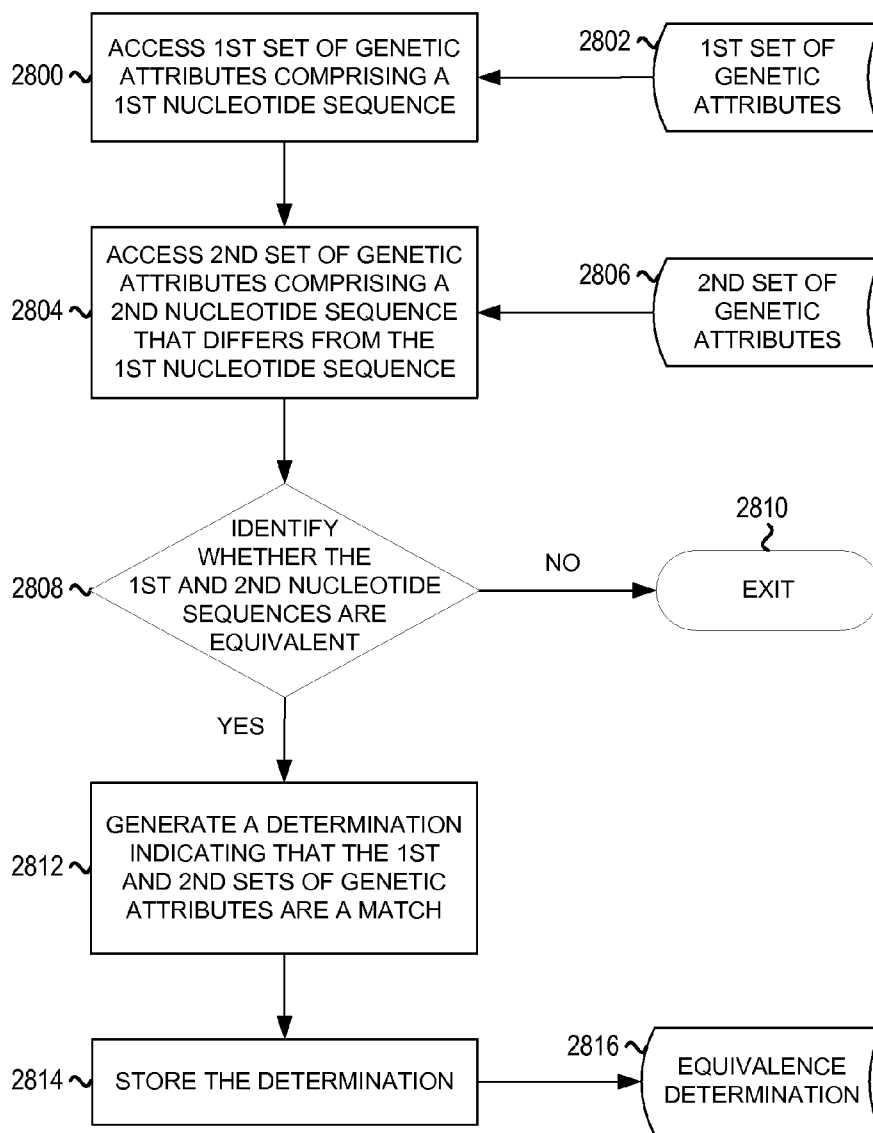 2800
ACCESS 1ST SET OF GENETIC
ATTRIBUTES COMPRISING A
1ST NUCLEOTIDE SEQUENCE
2802
1ST SET OF
GENETIC
ATTRIBUTES
2804
ACCESS 2ND SET OF GENETIC
ATTRIBUTES COMPRISING A
2ND NUCLEOTIDE SEQUENCE
THAT DIFFERS FROM THE
1ST NUCLEOTIDE SEQUENCE
2806
2ND SET OF
GENETIC
ATTRIBUTES
2808
IDENTIFY
WHETHER THE
1ST AND 2ND NUCLEOTIDE
SEQUENCES ARE
EQUIVALENT
NO
2810
EXIT
YES
2812
GENERATE A DETERMINATION
INDICATING THAT THE 1ST
AND 2ND SETS OF GENETIC
ATTRIBUTES ARE A MATCH
2814
STORE THE DETERMINATION
2816
EQUIVALENCE
DETERMINATION